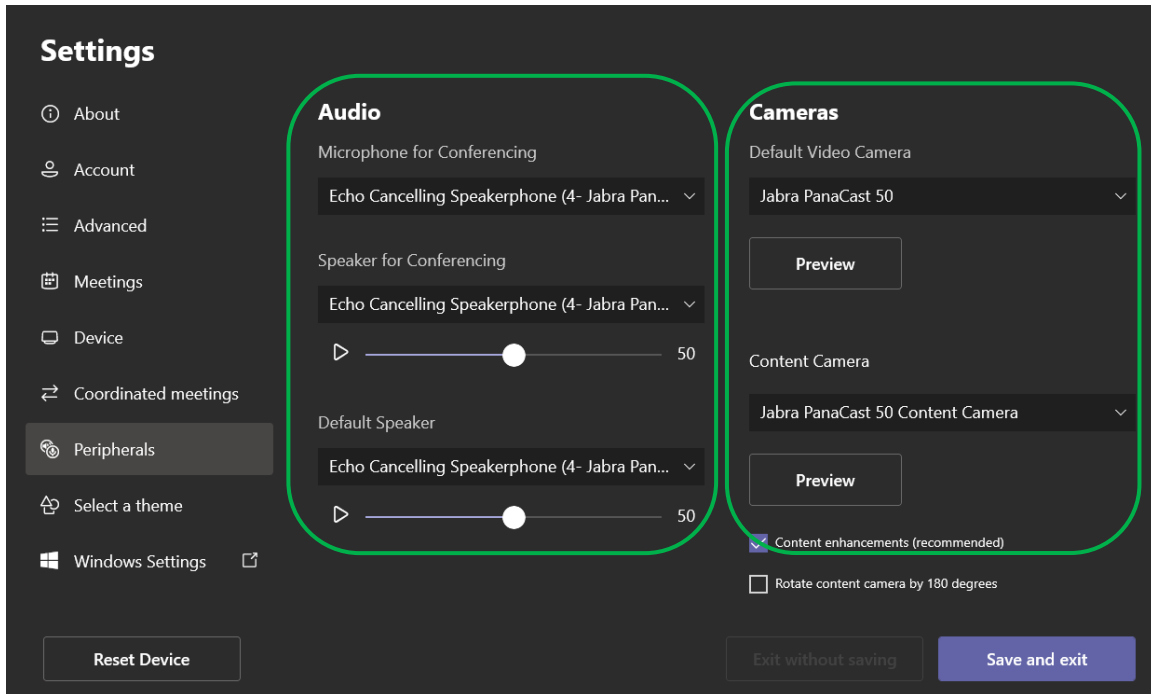 Settings
About
Account
Advanced
Meetings
Device
Coordinated meetings
Peripherals
Select a theme
Windows Settings
Reset Device
Audio
Microphone for Conferencing
Echo Cancelling Speakerphone (4- Jabra Pan...
Speaker for Conferencing
Echo Cancelling Speakerphone (4- Jabra Pan...
50
Default Speaker
Echo Cancelling Speakerphone (4- Jabra Pan...
50
Cameras
Default Video Camera
Jabra PanaCast 50
Preview
Content Camera
Jabra PanaCast 50 Content Camera
Preview
Content enhancements (recommended)
Rotate content camera by 180 degrees
Exit without saving
Save and exit